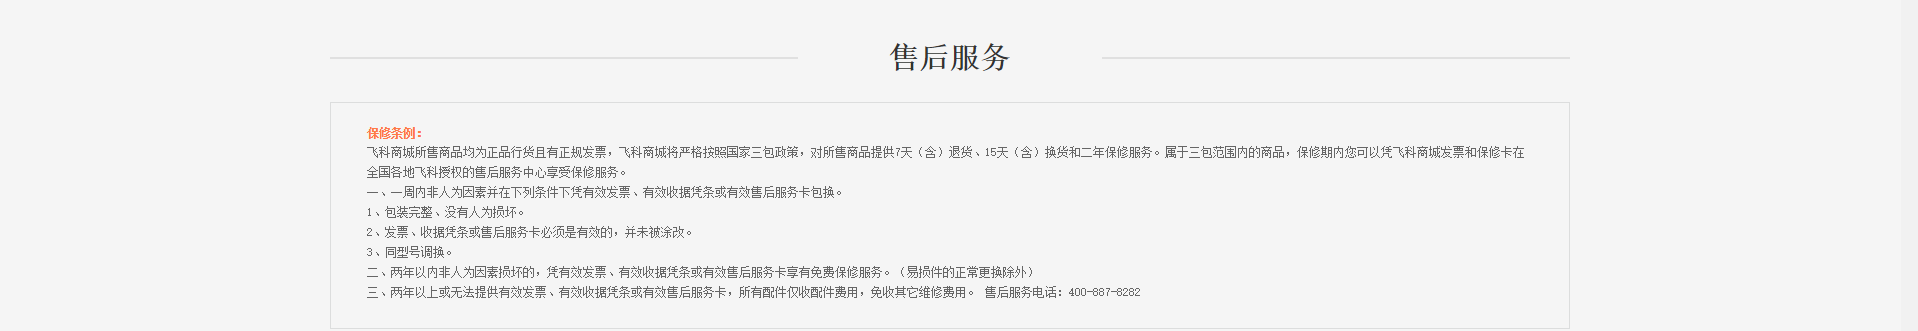 售后服务
保修条例：
飞科商城所售商品均为正品行货且有正规发票，飞科商城将严格按照国家三包政策，对所售商品提供7天（含）退货、15天（含）换货和二年保修服务。属于三包范围内的商品，保修期内您可以凭飞科商城发票和保修卡在
全国各地飞科授权的售后服务中心享受保修服务。
一、一周内非人为因素并在下列条件下凭有效发票、有效收据凭条或有效售后服务卡包换。
1、包装完整、没有人为损坏。
2、发票、收据凭条或售后服务卡必须是有效的，并未被涂改。
3、同型号调换。
二、两年以内非人为因素损坏的，凭有效发票、有效收据凭条或有效售后服务卡享有免费保修服务。（易损件的正常更换除外）
三、两年以上或无法提供有效发票、有效收据凭条或有效售后服务卡，所有配件仅收配件费用，免收其它维修费用。 售后服务电话：400-887-8282